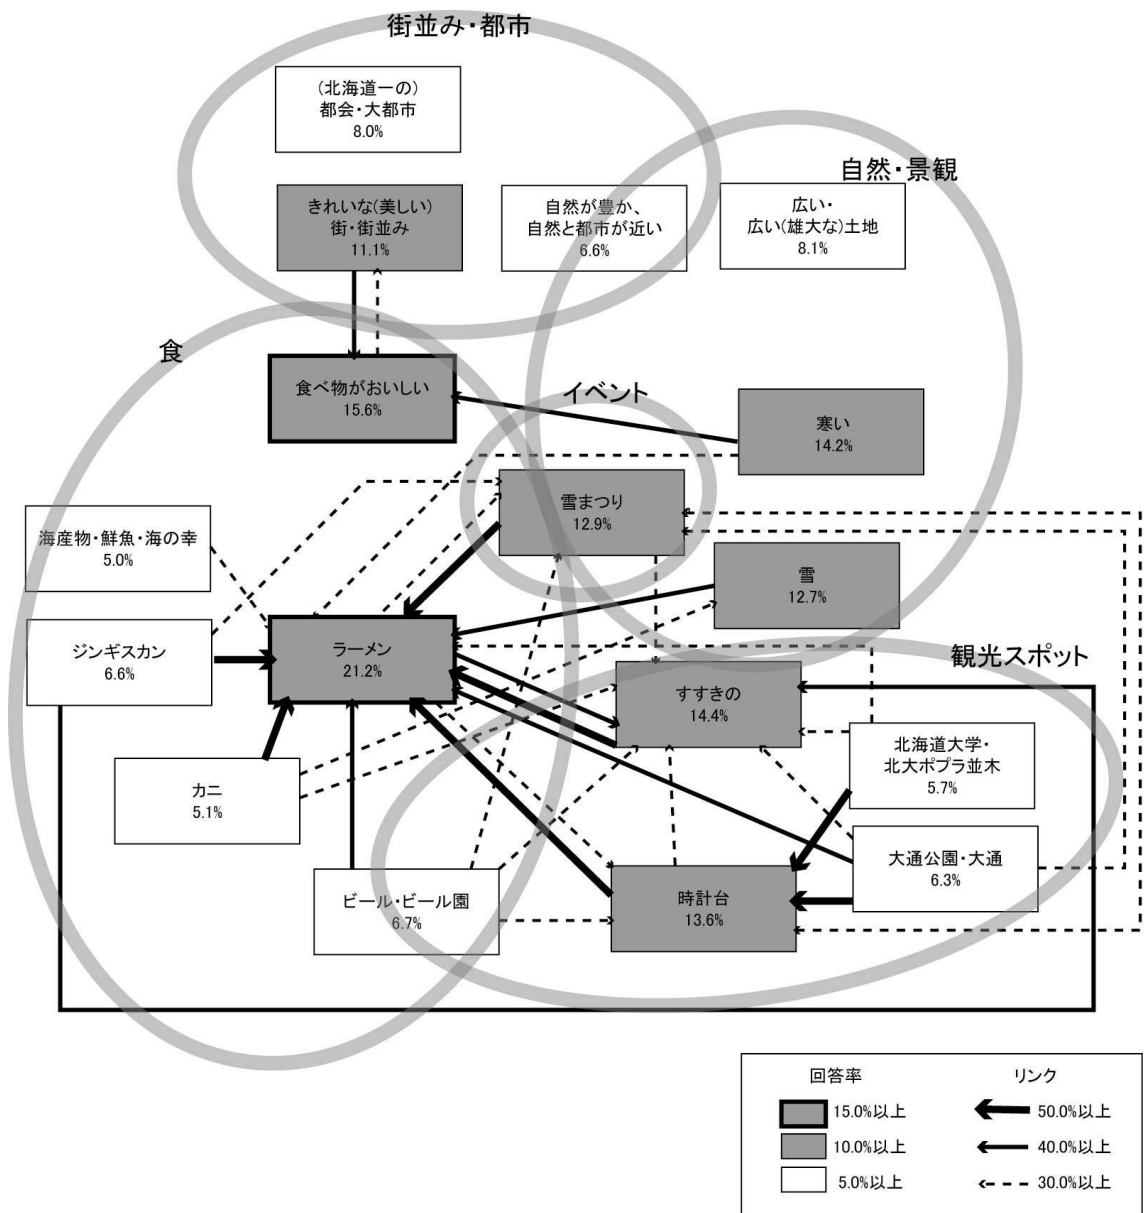 街並み・都市
(北海道一の)
都会・大都市
8.0%
自然・景観
きれいな(美しい)
街・街並み
11.1%
自然が豊か、
自然と都市が近い
6.6%
広い・
広い(雄大な)土地
8.1%
食
食べ物がおいしい
15.6%
イベント
寒い
14.2%
雪まつり
12.9%
海産物・鮮魚・海の幸
5.0%
雪
12.7%
ジンギスカン
6.6%
ラーメン
21.2%
観光スポット
すすきの
14.4%
北海道大学・
北大ポプラ並木
5.7%
カニ
5.1%
大通公園・大通
6.3%
ビール・ビール園
6.7%
時計台
13.6%
回答率
リンク
15.0%以上
50.0%以上
10.0%以上
40.0%以上
5.0%以上
30.0%以上